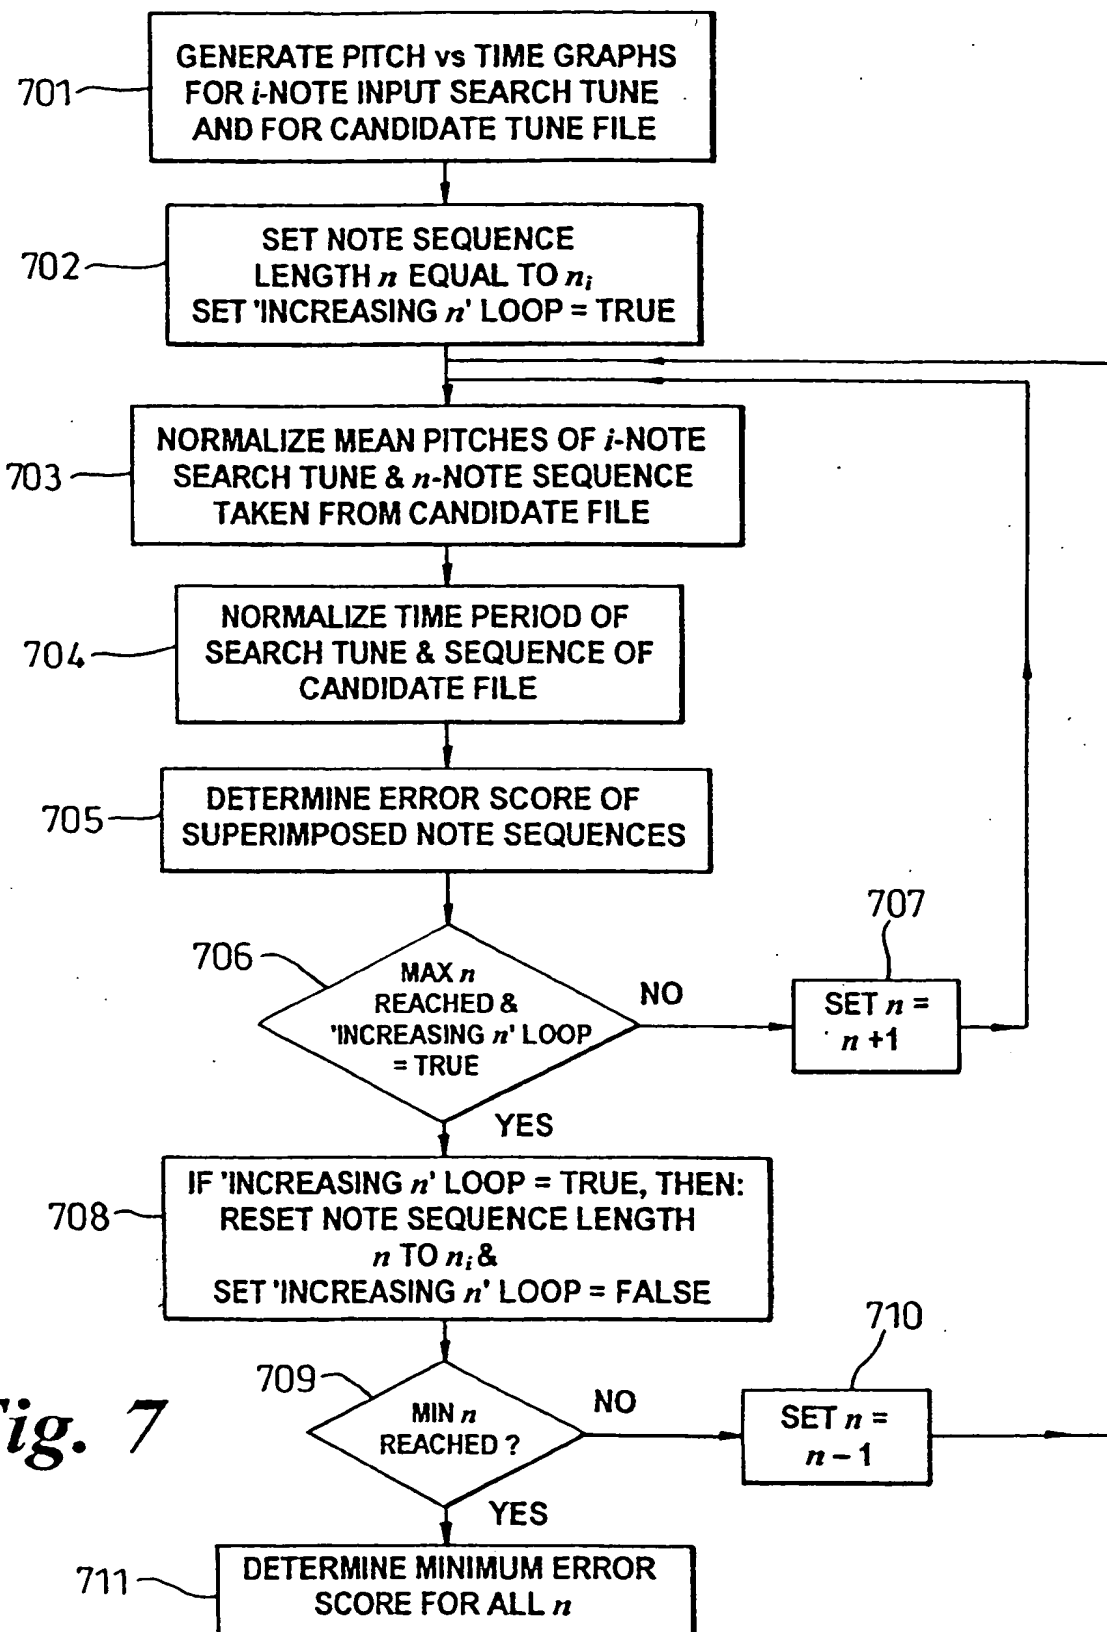 701
GENERATE PITCH vs TIME GRAPHS
FOR i-NOTE INPUT SEARCH TUNE
AND FOR CANDIDATE TUNE FILE
702
SET NOTE SEQUENCE
LENGTH n EQUAL TO nᵢ
SET 'INCREASING n' LOOP = TRUE
703
NORMALIZE MEAN PITCHES OF i-NOTE
SEARCH TUNE & n-NOTE SEQUENCE
TAKEN FROM CANDIDATE FILE
704
NORMALIZE TIME PERIOD OF
SEARCH TUNE & SEQUENCE OF
CANDIDATE FILE
705
DETERMINE ERROR SCORE OF
SUPERIMPOSED NOTE SEQUENCES
706
MAX n
REACHED &
'INCREASING n' LOOP
= TRUE
NO
707
SET n =
n +1
YES
708
IF 'INCREASING n' LOOP = TRUE, THEN:
RESET NOTE SEQUENCE LENGTH
n TO nᵢ &
SET 'INCREASING n' LOOP = FALSE
709
MIN n
REACHED ?
NO
710
SET n =
n – 1
YES
711
DETERMINE MINIMUM ERROR
SCORE FOR ALL n
Fig. 7